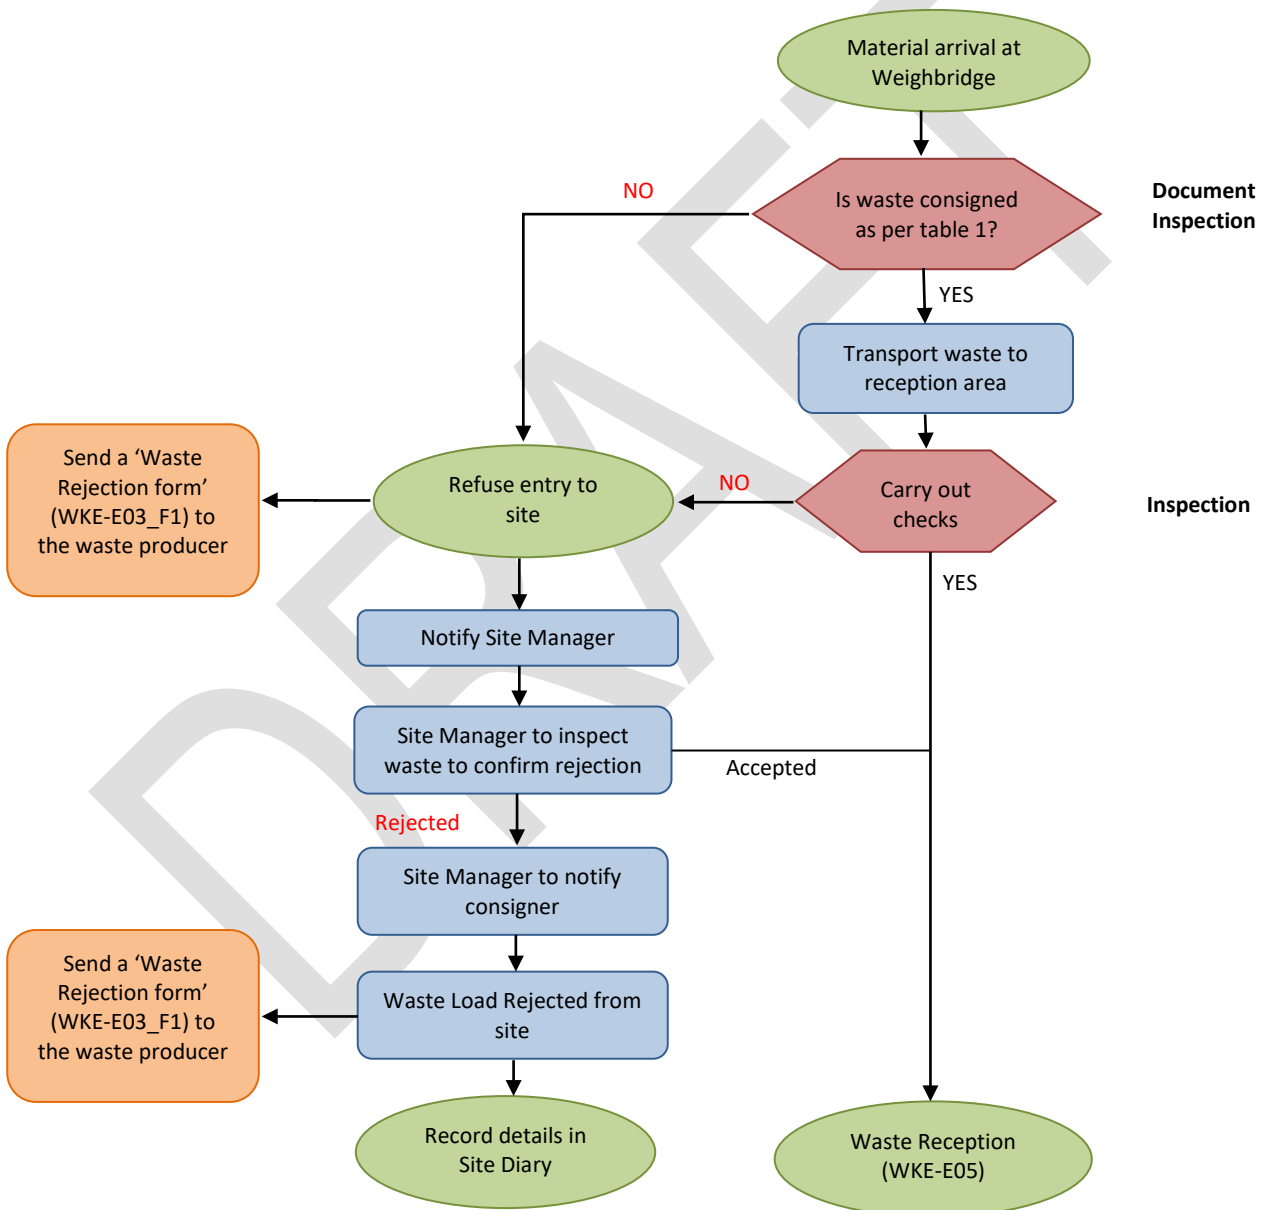 Material arrival at
Weighbridge
NO
Is waste consigned
as per table 1?
Document
Inspection
YES
Transport waste to
reception area
Send a ‘Waste
Rejection form’
(WKE-E03_F1) to
the waste producer
Refuse entry to
site
NO
Carry out
checks
Inspection
YES
Notify Site Manager
Site Manager to inspect
waste to confirm rejection
Accepted
Rejected
Site Manager to notify
consigner
Send a ‘Waste
Rejection form’
(WKE-E03_F1) to
the waste producer
Waste Load Rejected from
site
Record details in
Site Diary
Waste Reception
(WKE-E05)
DRAFT